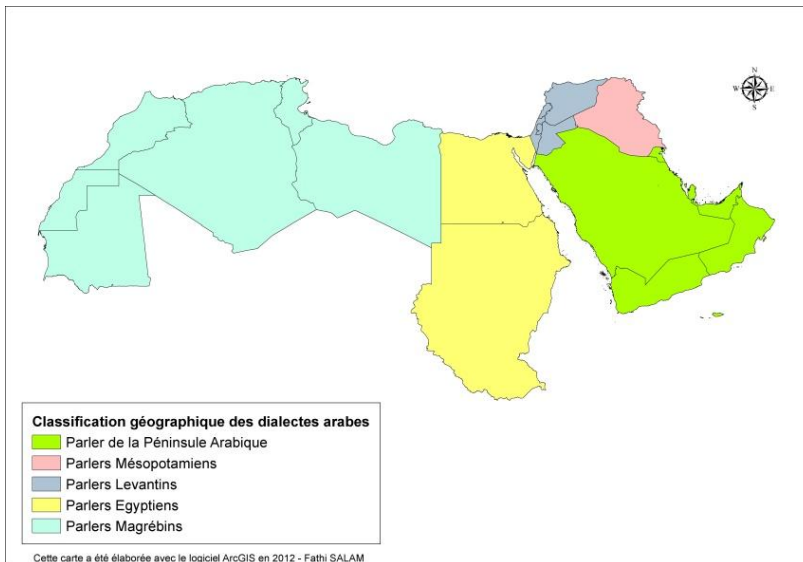 N
W E
S
Classification géographique des dialectes arabes
Parler de la Péninsule Arabique
Parlers Mésopotamiens
Parlers Levantins
Parlers Egyptiens
Parlers Magrébins
Cette carte a été élaborée avec le logiciel ArcGIS en 2012 - Fathi SALAM